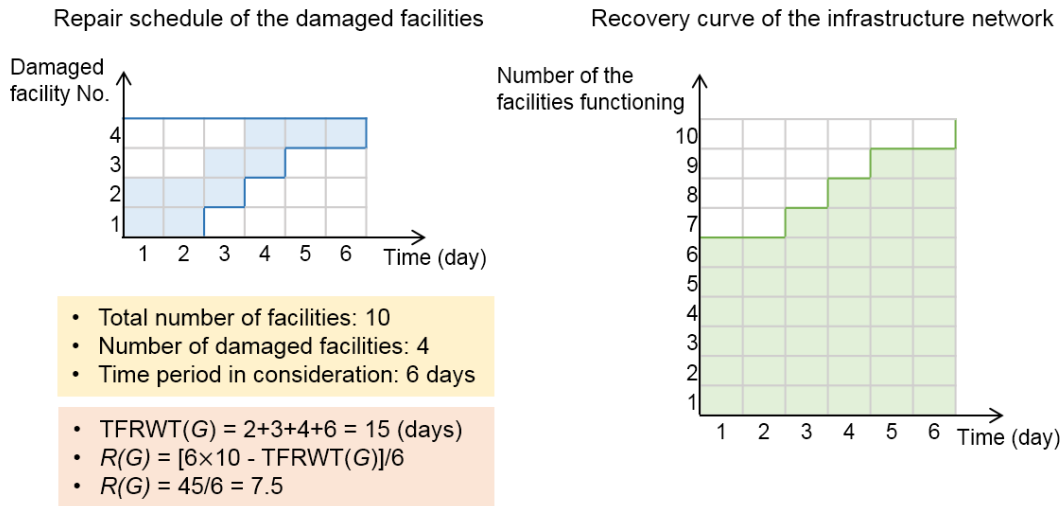 Repair schedule of the damaged facilities
Damaged
facility No.
4
3
2
1
1 2 3 4 5 6
Time (day)
• Total number of facilities: 10
• Number of damaged facilities: 4
• Time period in consideration: 6 days
• TFRWT(G) = 2+3+4+6 = 15 (days)
• R(G) = [6×10 - TFRWT(G)]/6
• R(G) = 45/6 = 7.5
Recovery curve of the infrastructure network
Number of the
facilities functioning
10
9
8
7
6
5
4
3
2
1
1 2 3 4 5 6
Time (day)